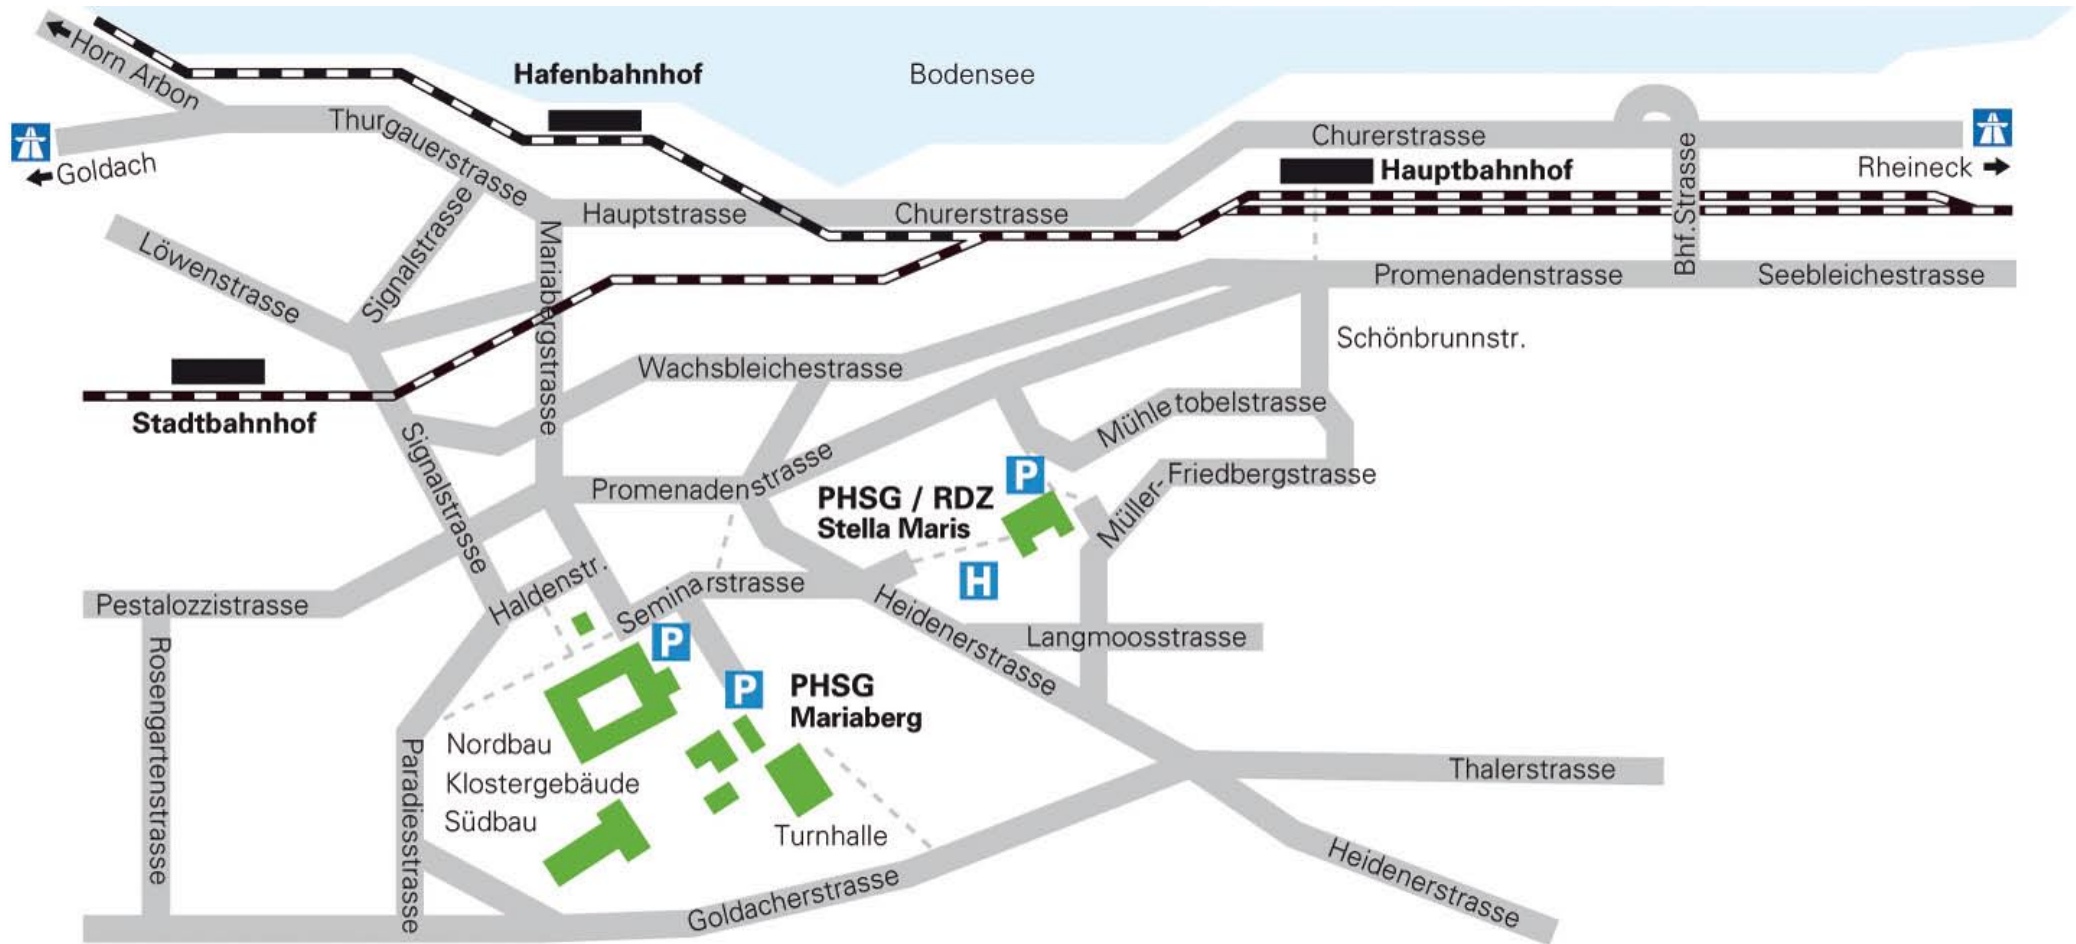 Horn Arbon
Hafenbahnhof
Bodensee
Thurgauerstrasse
Churerstrasse
Goldach
Hauptbahnhof
Rheineck
Hauptstrasse
Churerstrasse
Signalstrasse
Löwenstrasse
Mariabergstrasse
Bhf.Strasse
Promenadenstrasse
Seebleichestrasse
Schönbrunnstr.
Wachsbleichestrasse
Stadtbahnhof
Mühletobelstrasse
Signalstrasse
Promenadenstrasse
P
PHSG / RDZ
Stella Maris
Müller-Friedbergstrasse
H
Haldenstr.
Seminarstrasse
Pestalozzistrasse
Heidenerstrasse
Langmoosstrasse
P
P
PHSG
Mariaberg
Rosengartenstrasse
Paradiesstrasse
Nordbau
Klostergebäude
Südbau
Turnhalle
Thalerstrasse
Goldacherstrasse
Heidenerstrasse